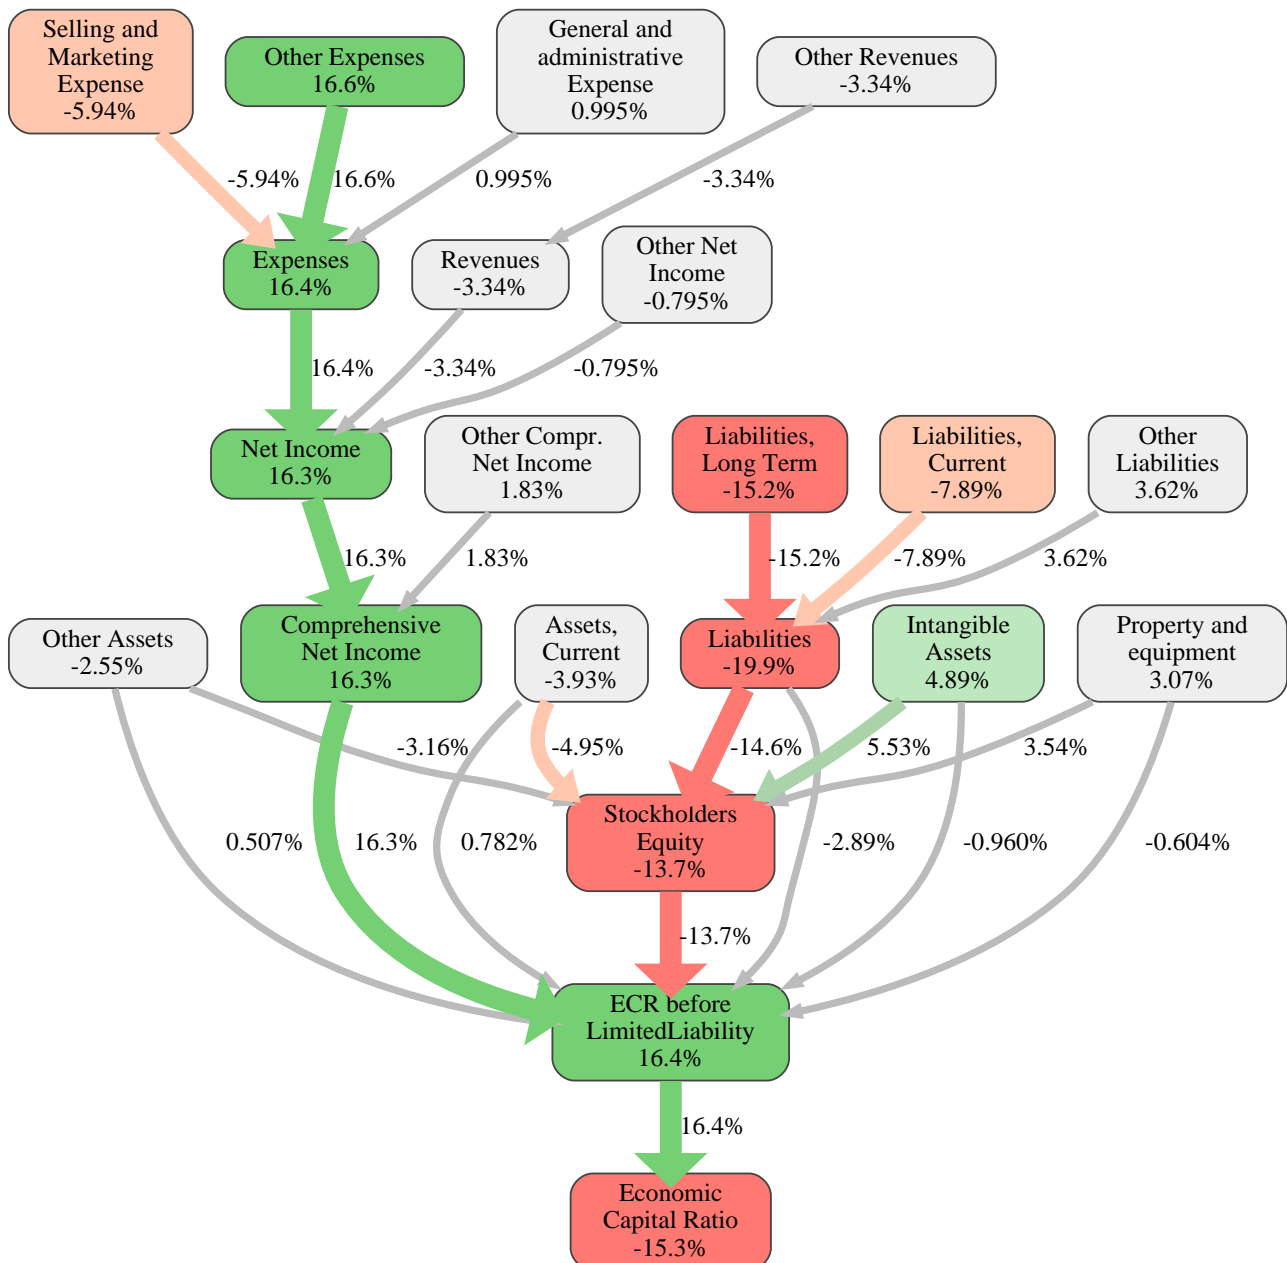 Selling and
Marketing
Expense
-5.94%
Other Expenses
16.6%
General and
administrative
Expense
0.995%
Other Revenues
-3.34%
-5.94%
16.6%
0.995%
-3.34%
Expenses
16.4%
Revenues
-3.34%
Other Net
Income
-0.795%
16.4%
-3.34%
-0.795%
Net Income
16.3%
Other Compr.
Net Income
1.83%
Liabilities,
Long Term
-15.2%
Liabilities,
Current
-7.89%
Other
Liabilities
3.62%
16.3%
1.83%
-15.2%
-7.89%
3.62%
Other Assets
-2.55%
Comprehensive
Net Income
16.3%
Assets,
Current
-3.93%
Liabilities
-19.9%
Intangible
Assets
4.89%
Property and
equipment
3.07%
-3.16%
-4.95%
-14.6%
5.53%
3.54%
Stockholders
Equity
-13.7%
0.507%
16.3%
0.782%
-2.89%
-0.960%
-0.604%
-13.7%
ECR before
LimitedLiability
16.4%
16.4%
Economic
Capital Ratio
-15.3%